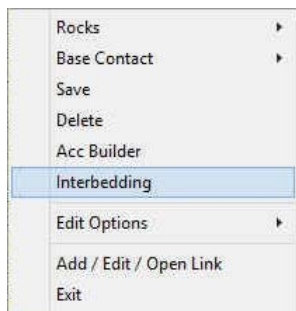 Rocks
Base Contact
Save
Delete
Acc Builder
Interbedding
Edit Options
Add / Edit / Open Link
Exit